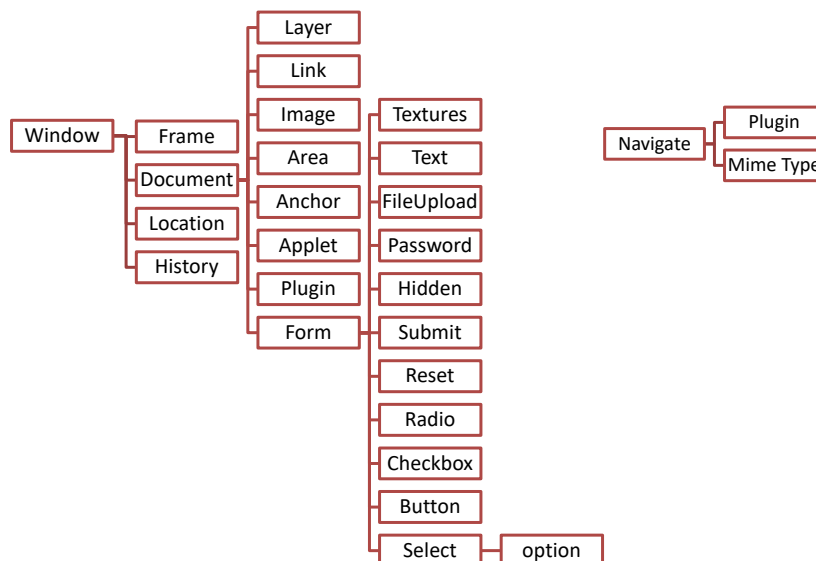 Window
Frame
Document
Location
History
Layer
Link
Image
Area
Anchor
Applet
Plugin
Form
Textures
Text
FileUpload
Password
Hidden
Submit
Reset
Radio
Checkbox
Button
Select
option
Navigate
Plugin
Mime Type